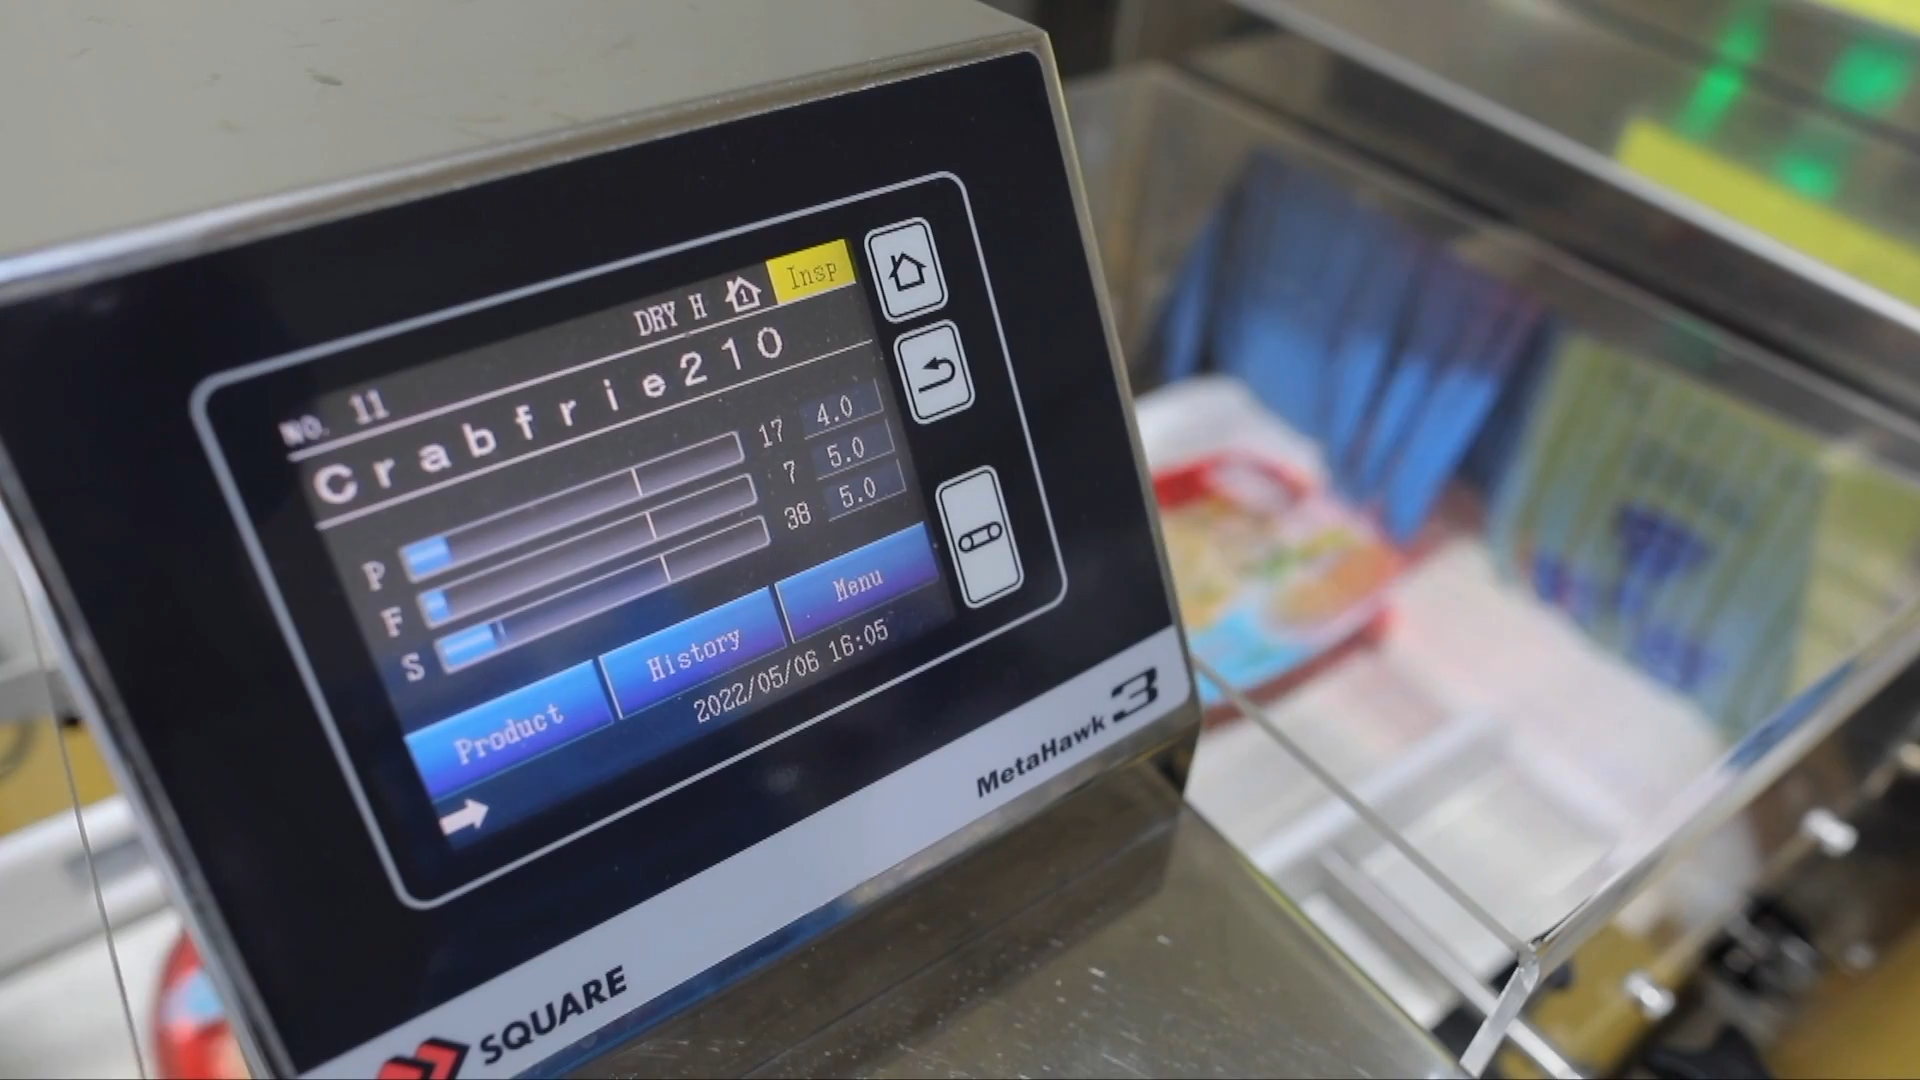 DRY H 1 Insp
NO. 11
Crabfrie210
P 17 4.0
F 7 5.0
S 38 5.0
Product History Menu
2022/05/06 16:05
MetaHawk 3
SQUARE